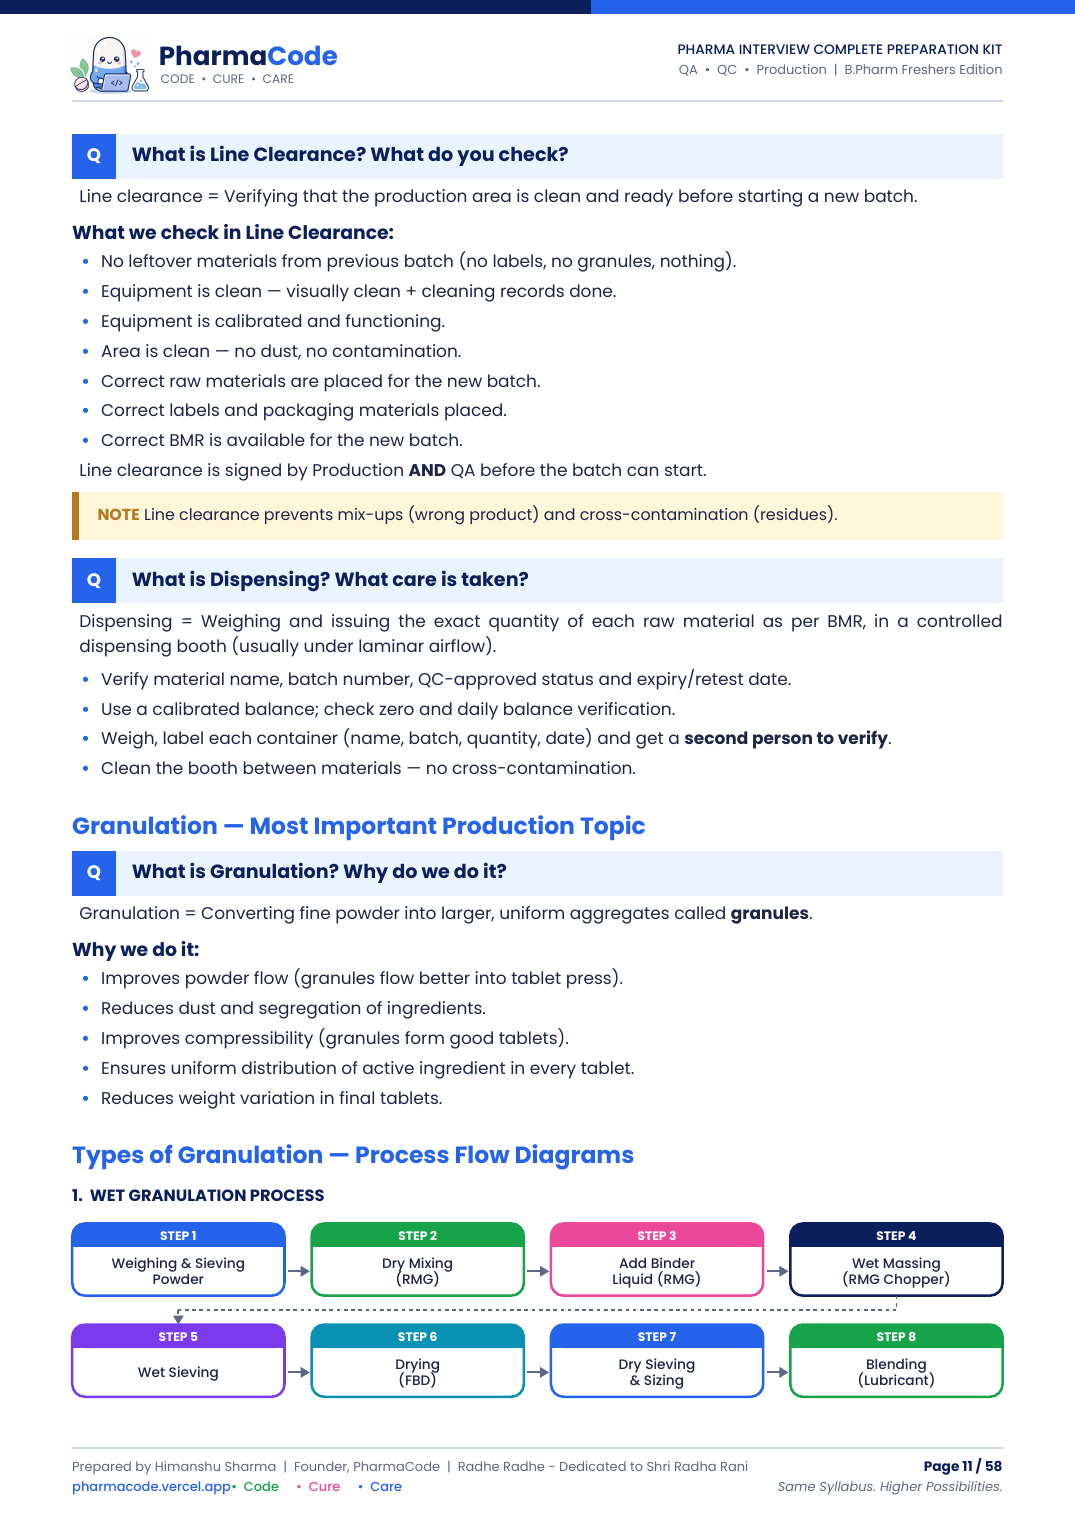 PharmaCode
CODE • CURE • CARE
PHARMA INTERVIEW COMPLETE PREPARATION KIT
QA • QC • Production | B.Pharm Freshers Edition
Q What is Line Clearance? What do you check?
Line clearance = Verifying that the production area is clean and ready before starting a new batch.
What we check in Line Clearance:
• No leftover materials from previous batch (no labels, no granules, nothing).
• Equipment is clean — visually clean + cleaning records done.
• Equipment is calibrated and functioning.
• Area is clean — no dust, no contamination.
• Correct raw materials are placed for the new batch.
• Correct labels and packaging materials placed.
• Correct BMR is available for the new batch.
Line clearance is signed by Production AND QA before the batch can start.
NOTE Line clearance prevents mix-ups (wrong product) and cross-contamination (residues).
Q What is Dispensing? What care is taken?
Dispensing = Weighing and issuing the exact quantity of each raw material as per BMR, in a controlled
dispensing booth (usually under laminar airflow).
• Verify material name, batch number, QC-approved status and expiry/retest date.
• Use a calibrated balance; check zero and daily balance verification.
• Weigh, label each container (name, batch, quantity, date) and get a second person to verify.
• Clean the booth between materials — no cross-contamination.
Granulation — Most Important Production Topic
Q What is Granulation? Why do we do it?
Granulation = Converting fine powder into larger, uniform aggregates called granules.
Why we do it:
• Improves powder flow (granules flow better into tablet press).
• Reduces dust and segregation of ingredients.
• Improves compressibility (granules form good tablets).
• Ensures uniform distribution of active ingredient in every tablet.
• Reduces weight variation in final tablets.
Types of Granulation — Process Flow Diagrams
1. WET GRANULATION PROCESS
STEP 1
Weighing & Sieving
Powder
STEP 2
Dry Mixing
(RMG)
STEP 3
Add Binder
Liquid (RMG)
STEP 4
Wet Massing
(RMG Chopper)
STEP 5
Wet Sieving
STEP 6
Drying
(FBD)
STEP 7
Dry Sieving
& Sizing
STEP 8
Blending
(Lubricant)
Prepared by Himanshu Sharma | Founder, PharmaCode | Radhe Radhe - Dedicated to Shri Radha Rani
Page 11 / 58
pharmacode.vercel.app• Code • Cure • Care
Same Syllabus. Higher Possibilities.